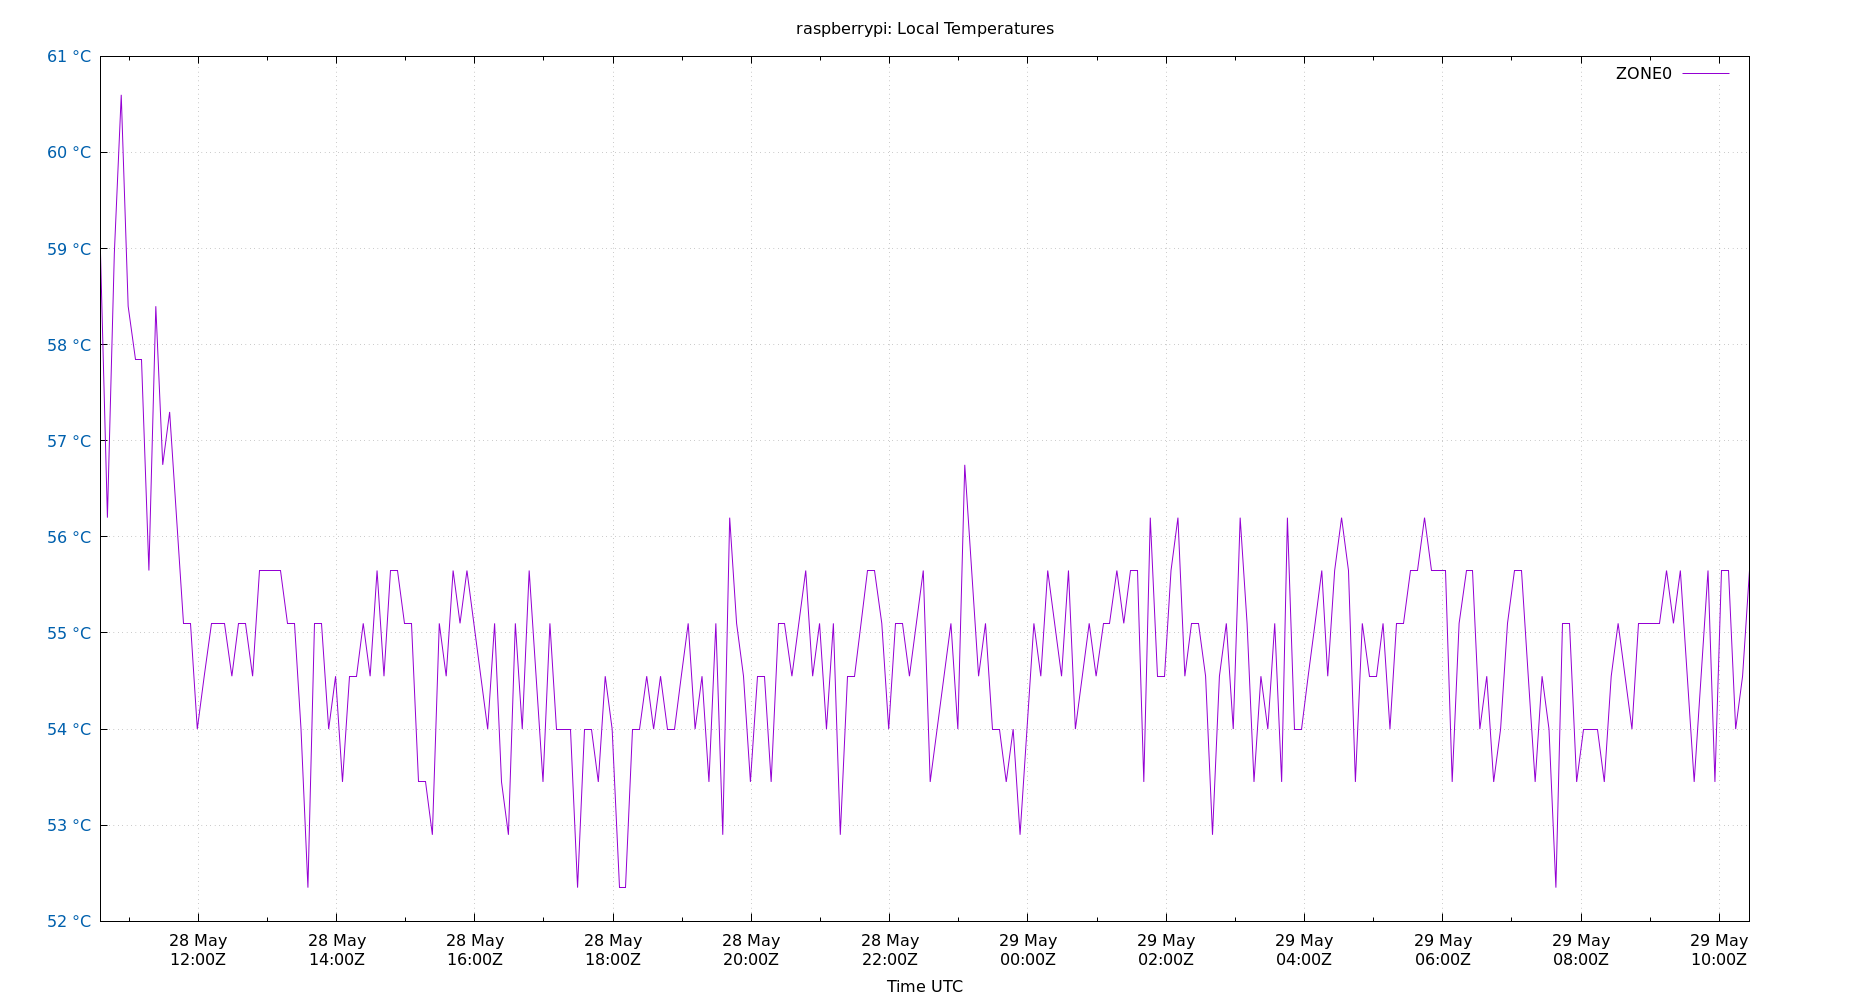 raspberrypi: Local Temperatures
61 °C
ZONE0
60 °C
59 °C
58 °C
57 °C
56 °C
55 °C
54 °C
53 °C
52 °C
28 May 28 May 28 May 28 May 28 May 28 May 29 May 29 May 29 May 29 May 29 May 29 May
12:00Z 14:00Z 16:00Z 18:00Z 20:00Z 22:00Z 00:00Z 02:00Z 04:00Z 06:00Z 08:00Z 10:00Z
Time UTC